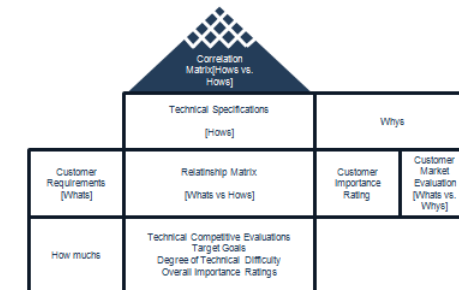 Correlation
Matrix[Hows vs.
Hows]
Technical Specifications
[Hows]
Whys
Customer
Requirements
[Whats]
Relatinship Matrix
[Whats vs Hows]
Customer
Importance
Rating
Customer
Market
Evaluation
[Whats vs.
Whys]
How muchs
Technical Competitive Evaluations
Target Goals
Degree of Technical Difficulty
Overall Importance Ratings